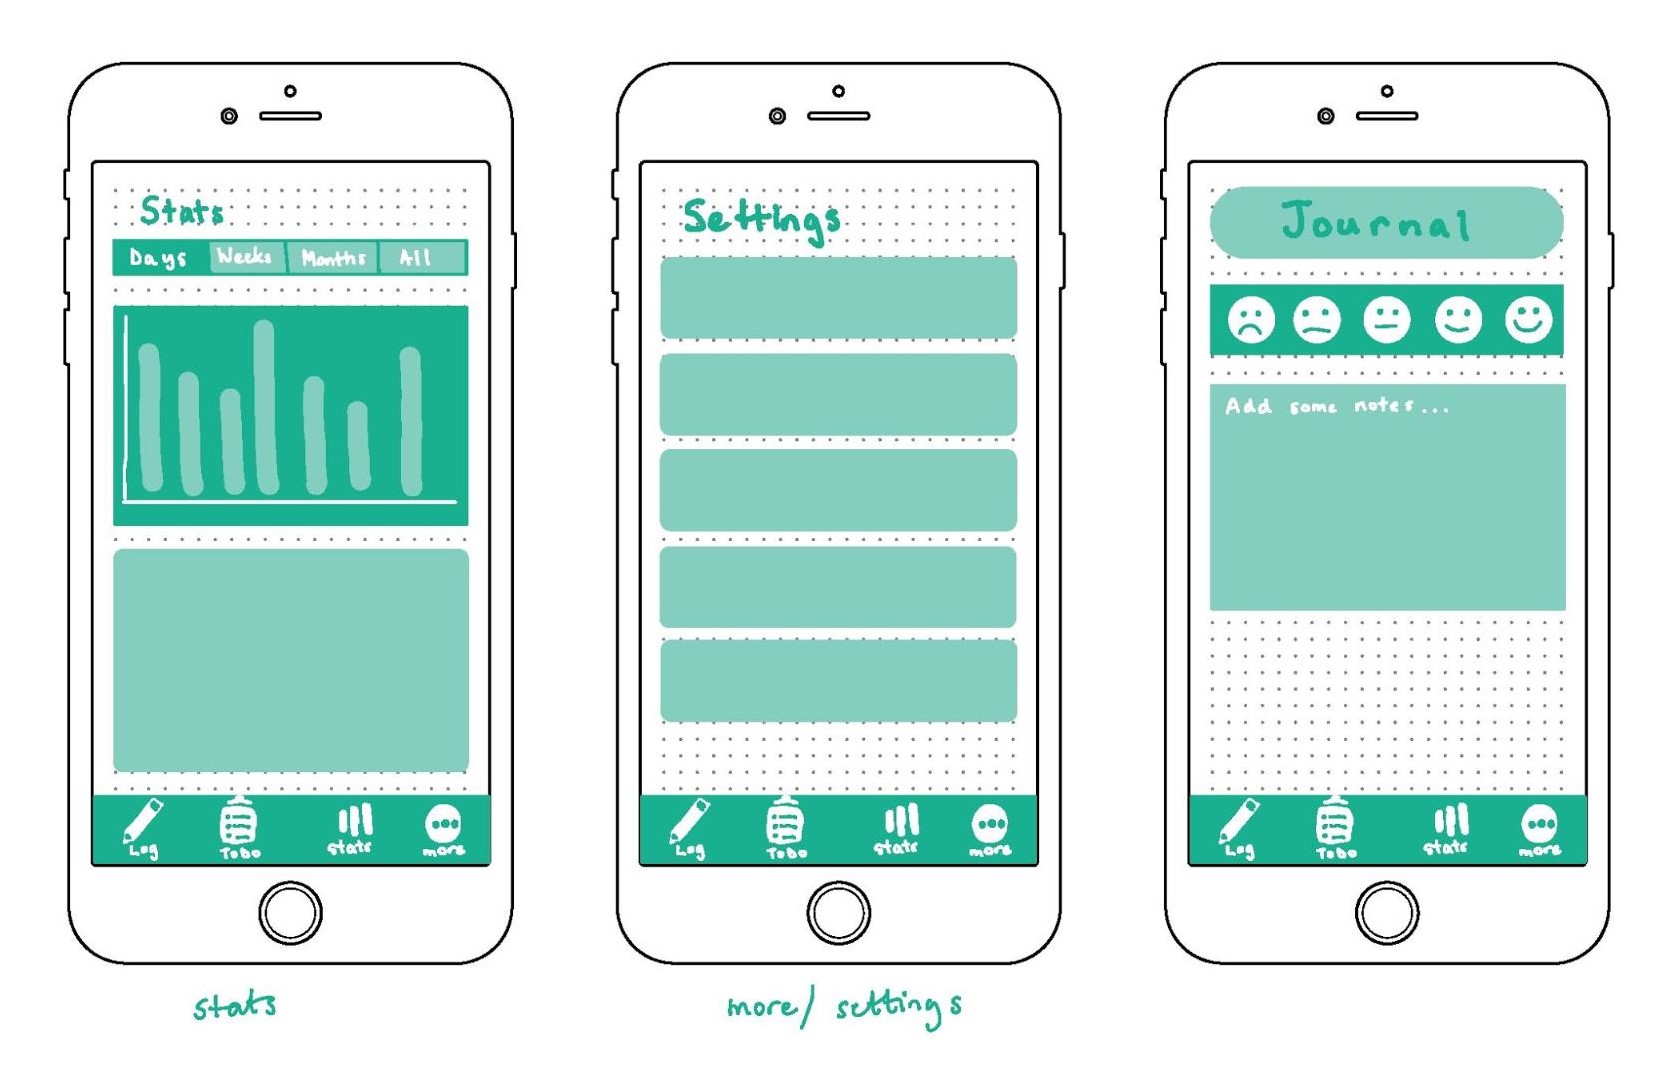 Stats
Days Weeks Months All
Log ToDo stats more
stats
Settings
Log ToDo stats more
more/ settings
Journal
Add some notes...
Log ToDo stats more